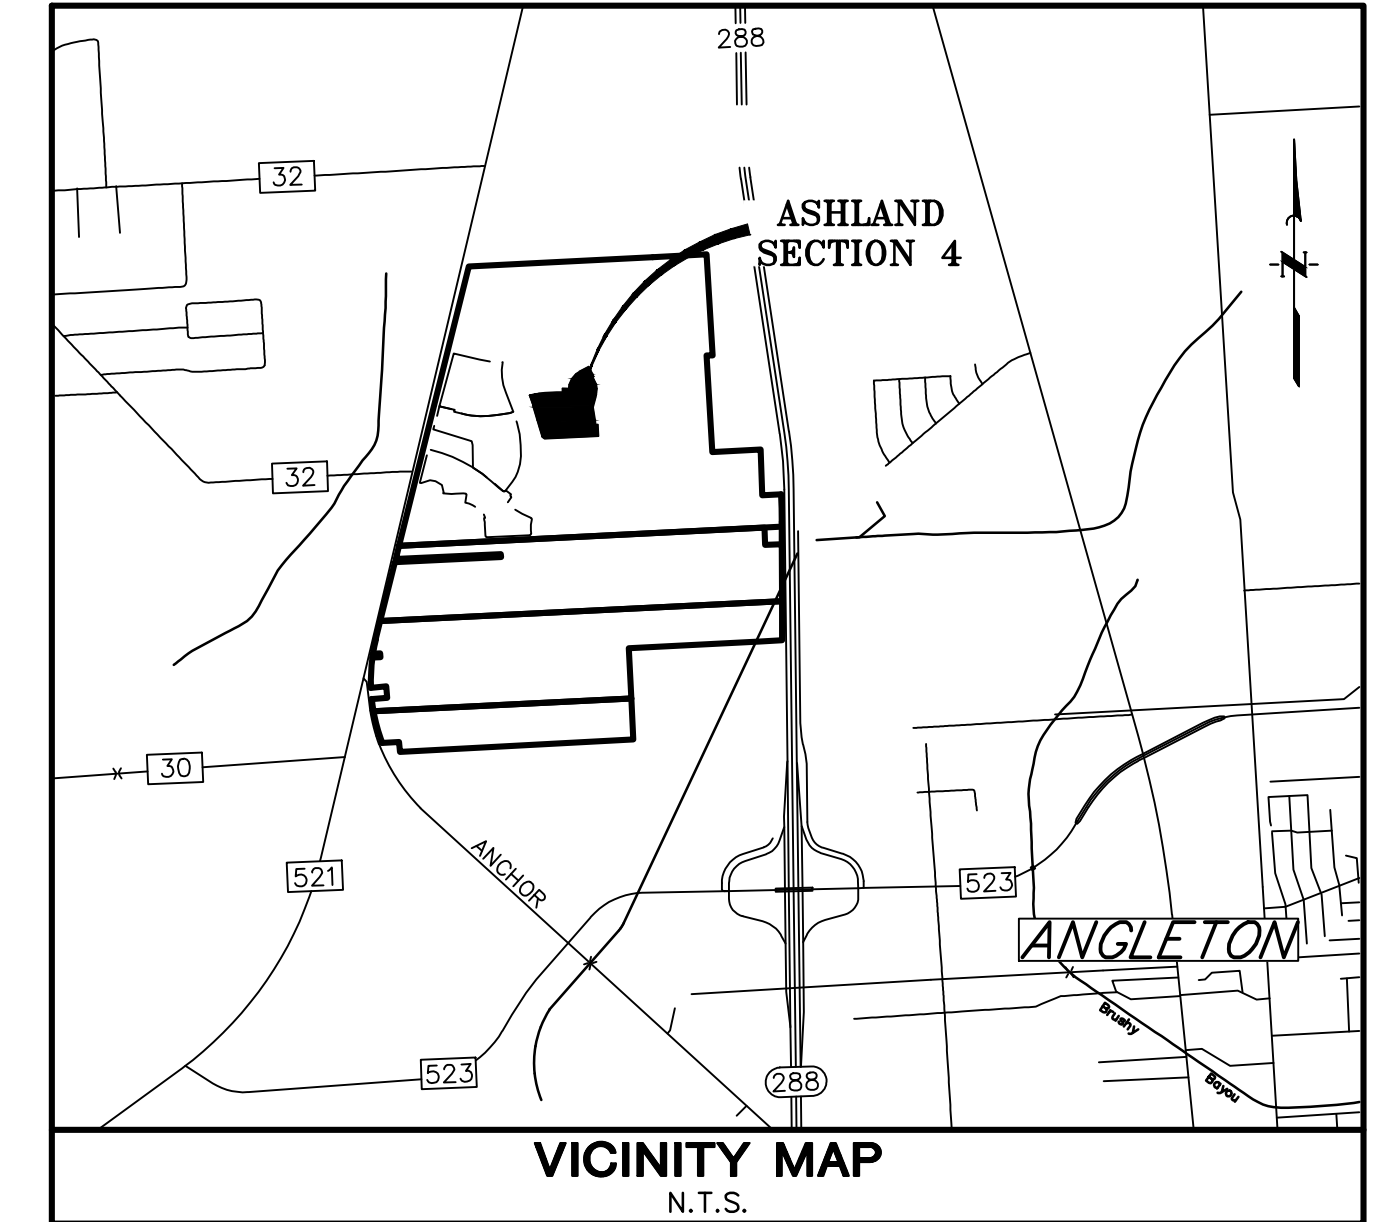 288
32
ASHLAND
SECTION 4
N
32
30
521
ANCHOR
523
ANGLETON
Brushy
523
288
Bayou
VICINITY MAP
N.T.S.